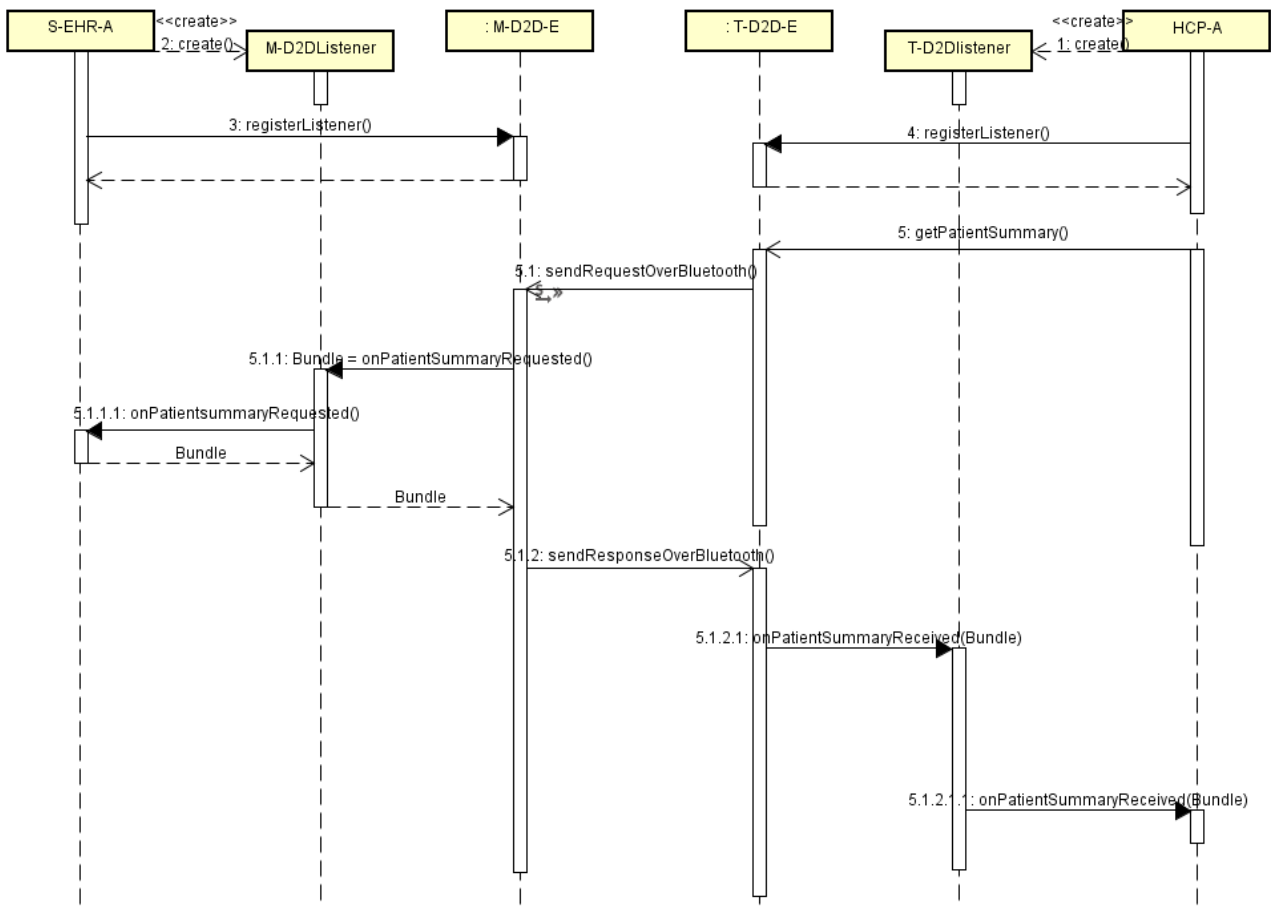 S-EHR-A
<<create>>
2: create()
M-D2DListener
: M-D2D-E
: T-D2D-E
T-D2Dlistener
<<create>>
1: create()
HCP-A
3: registerListener()
4: registerListener()
5: getPatientSummary()
5.1: sendRequestOverBluetooth()
5.1.1: Bundle = onPatientSummaryRequested()
5.1.1.1: onPatientsummaryRequested()
Bundle
Bundle
5.1.2: sendResponseOverBluetooth()
5.1.2.1: onPatientSummaryReceived(Bundle)
5.1.2.1.1: onPatientSummaryReceived(Bundle)